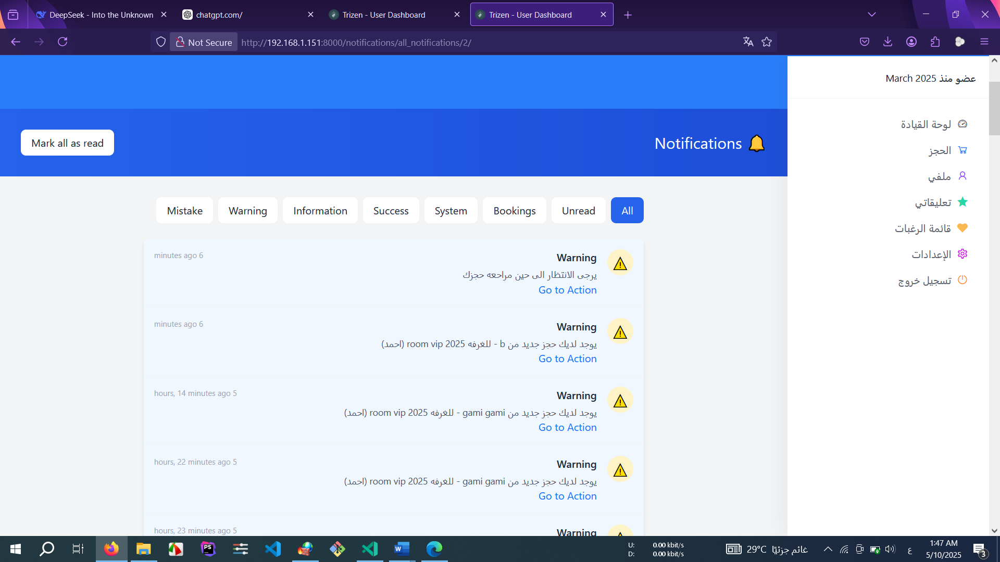 DeepSeek - Into the Unknown
chatgpt.com/
Trizen - User Dashboard
Trizen - User Dashboard
Not Secure
http://192.168.1.151:8000/notifications/all_notifications/2/
عضو منذ March 2025
لوحة القيادة
الحجز
ملفي
تعليقاتي
قائمة الرغبات
الإعدادات
تسجيل خروج
Notifications
Mark all as read
All
Unread
Bookings
System
Success
Information
Warning
Mistake
Warning
minutes ago 6
يرجى الانتظار الى حين مراحعه حجزك
Go to Action
Warning
minutes ago 6
يوجد لديك حجز جديد من b - للغرفه room vip 2025 (احمد)
Go to Action
Warning
hours, 14 minutes ago 5
يوجد لديك حجز جديد من gami gami - للغرفه room vip 2025 (احمد)
Go to Action
Warning
hours, 22 minutes ago 5
يوجد لديك حجز جديد من gami gami - للغرفه room vip 2025 (احمد)
Go to Action
Warning
hours, 23 minutes ago 5
U: 0.00 kbit/s
D: 0.00 kbit/s
29°C غائم جزئيًا
ع
1:47 AM
5/10/2025
3